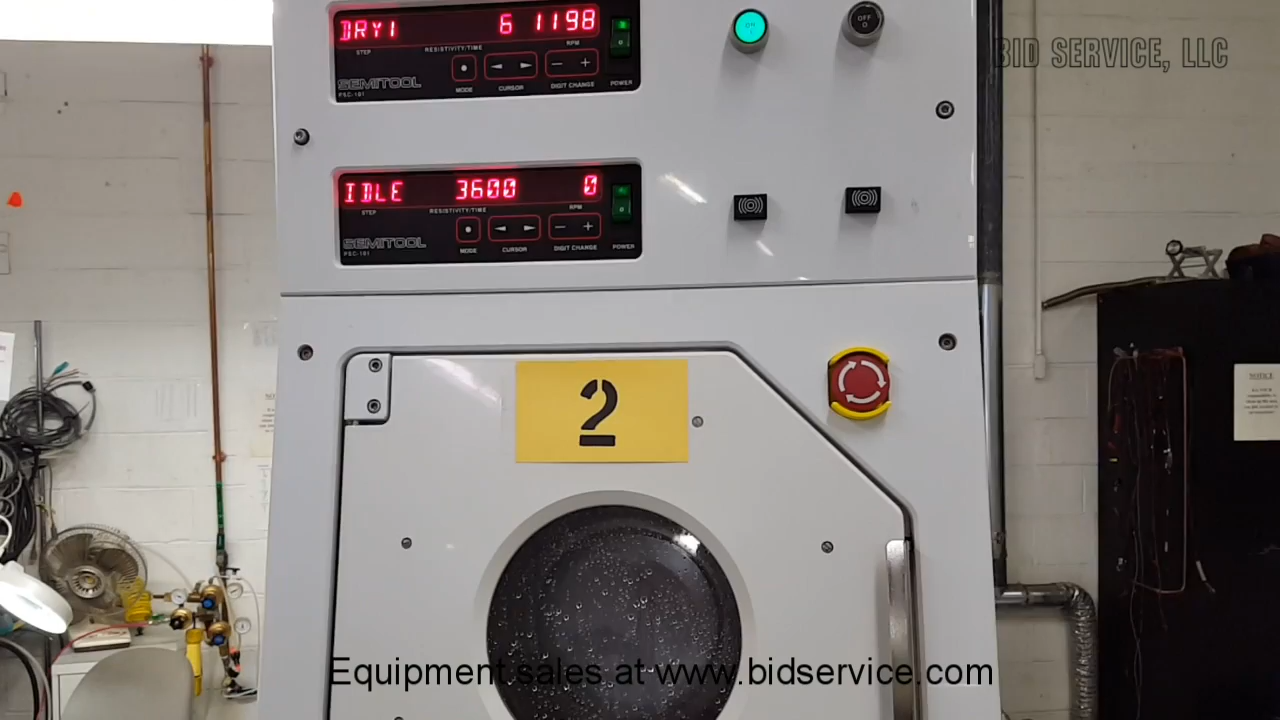 DRY1 6 1198
STEP RESISTIVITY/TIME RPM
SEMITOOL
PSC-101
MODE CURSOR DIGIT CHANGE POWER
ON
OFF
BID SERVICE, LLC
IDLE 3600 0
STEP RESISTIVITY/TIME RPM
SEMITOOL
PSC-101
MODE CURSOR DIGIT CHANGE POWER
2
NOTICE
Equipment sales at www.bidservice.com